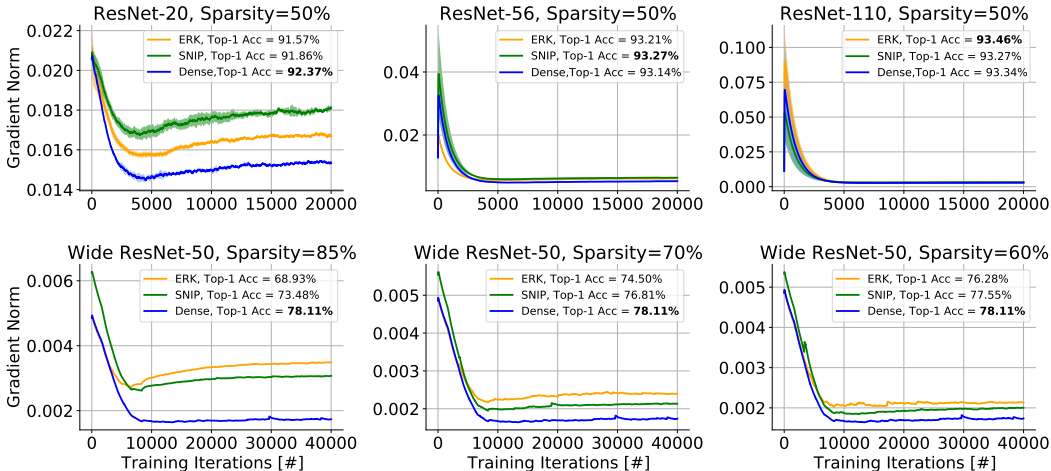 ResNet-20, Sparsity=50%
Gradient Norm
0.022
0.020
0.018
0.016
0.014
ERK, Top-1 Acc = 91.57%
SNIP, Top-1 Acc = 91.86%
Dense,Top-1 Acc = 92.37%
0 5000 10000 15000 20000
ResNet-56, Sparsity=50%
0.04
0.02
ERK, Top-1 Acc = 93.21%
SNIP, Top-1 Acc = 93.27%
Dense,Top-1 Acc = 93.14%
0 5000 10000 15000 20000
ResNet-110, Sparsity=50%
0.100
0.075
0.050
0.025
0.000
ERK, Top-1 Acc = 93.46%
SNIP, Top-1 Acc = 93.27%
Dense,Top-1 Acc = 93.34%
0 5000 10000 15000 20000
Wide ResNet-50, Sparsity=85%
Gradient Norm
0.006
0.004
0.002
ERK, Top-1 Acc = 68.93%
SNIP, Top-1 Acc = 73.48%
Dense, Top-1 Acc = 78.11%
0 10000 20000 30000 40000
Training Iterations [#]
Wide ResNet-50, Sparsity=70%
0.005
0.004
0.003
0.002
ERK, Top-1 Acc = 74.50%
SNIP, Top-1 Acc = 76.81%
Dense, Top-1 Acc = 78.11%
0 10000 20000 30000 40000
Training Iterations [#]
Wide ResNet-50, Sparsity=60%
0.005
0.004
0.003
0.002
ERK, Top-1 Acc = 76.28%
SNIP, Top-1 Acc = 77.55%
Dense, Top-1 Acc = 78.11%
0 10000 20000 30000 40000
Training Iterations [#]